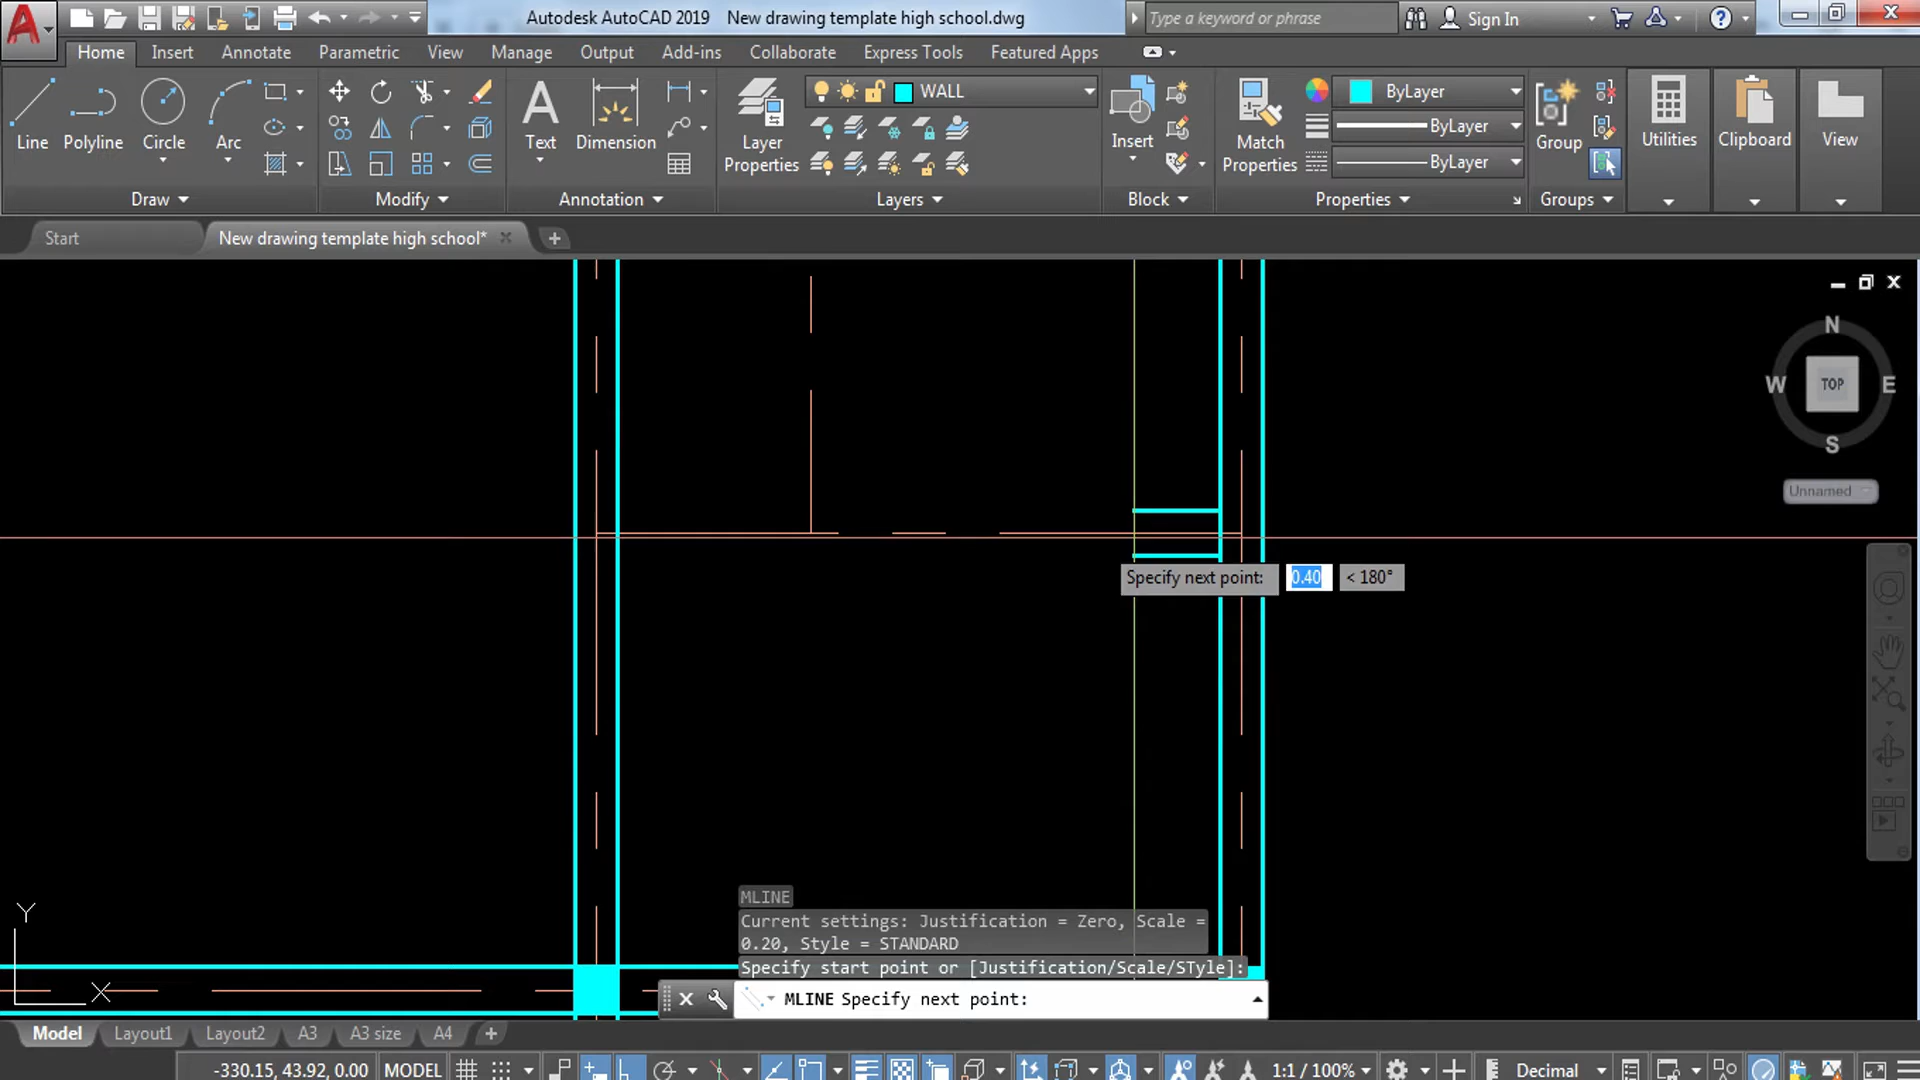 Autodesk AutoCAD 2019 New drawing template high school.dwg
Type a keyword or phrase
Sign In
Home Insert Annotate Parametric View Manage Output Add-ins Collaborate Express Tools Featured Apps
WALL
ByLayer
ByLayer
ByLayer
Line Polyline Circle Arc
Text Dimension
Layer Properties
Insert
Match Properties
Group
Utilities
Clipboard
View
Draw
Modify
Annotation
Layers
Block
Properties
Groups
Start
New drawing template high school*
N
W TOP E
S
Unnamed
Specify next point: 0.40 < 180°
MLINE
Current settings: Justification = Zero, Scale =
0.20, Style = STANDARD
Specify start point or [Justification/Scale/STyle]:
MLINE Specify next point:
Y
X
Model Layout1 Layout2 A3 A3 size A4
-330.15, 43.92, 0.00 MODEL 1:1 / 100% Decimal